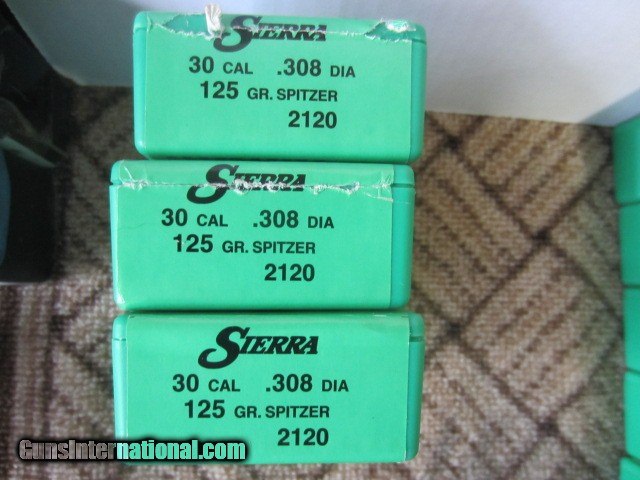 SIERRA
30 CAL .308 DIA
125 GR. SPITZER
2120
SIERRA
30 CAL .308 DIA
125 GR. SPITZER
2120
SIERRA
30 CAL .308 DIA
125 GR. SPITZER
2120
GunsInternational.com